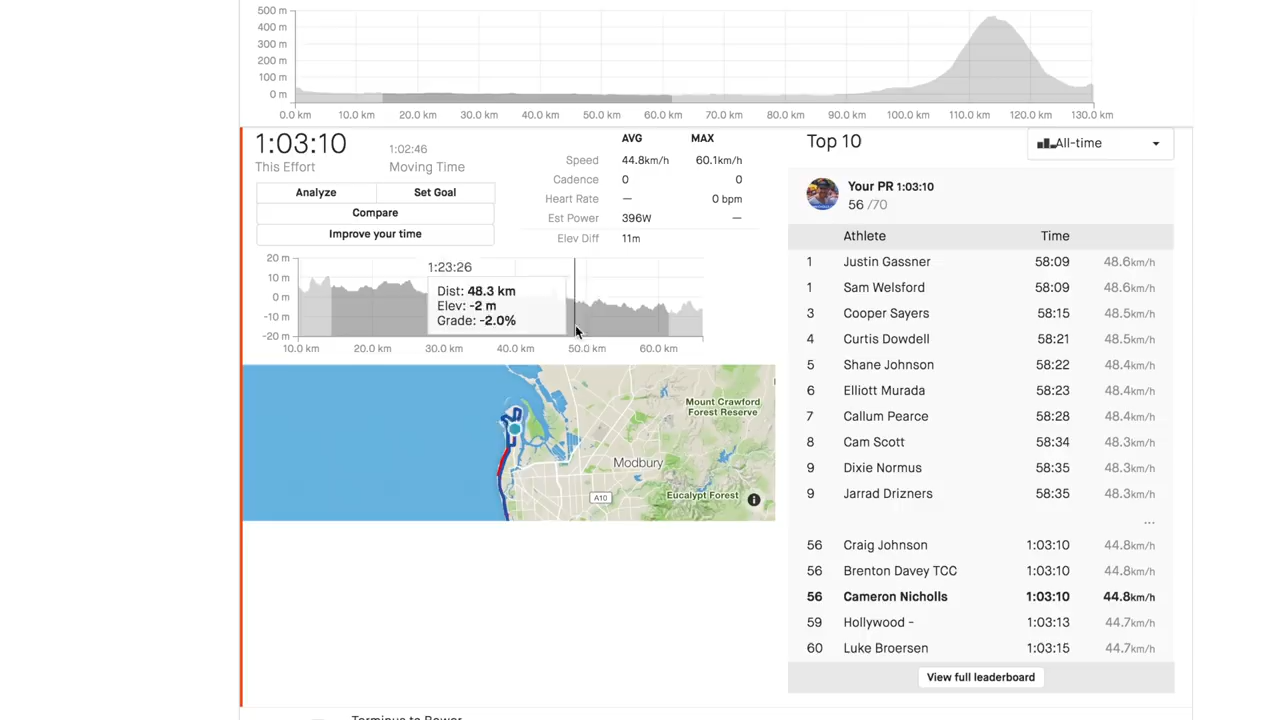 500 m
400 m
300 m
200 m
100 m
0 m
0.0 km 10.0 km 20.0 km 30.0 km 40.0 km 50.0 km 60.0 km 70.0 km 80.0 km 90.0 km 100.0 km 110.0 km 120.0 km 130.0 km
1:03:10
This Effort
1:02:46
Moving Time
Analyze Set Goal
Compare
Improve your time
AVG MAX
Speed 44.8km/h 60.1km/h
Cadence 0 0
Heart Rate — 0 bpm
Est Power 396W —
Elev Diff 11m
20 m
10 m
0 m
-10 m
-20 m
1:23:26
Dist: 48.3 km
Elev: -2 m
Grade: -2.0%
10.0 km 20.0 km 30.0 km 40.0 km 50.0 km 60.0 km
Mount Crawford
Forest Reserve
Modbury
A10
Eucalypt Forest
Top 10
All-time
Your PR 1:03:10
56 /70
Athlete Time
1 Justin Gassner 58:09 48.6km/h
1 Sam Welsford 58:09 48.6km/h
3 Cooper Sayers 58:15 48.5km/h
4 Curtis Dowdell 58:21 48.5km/h
5 Shane Johnson 58:22 48.4km/h
6 Elliott Murada 58:23 48.4km/h
7 Callum Pearce 58:28 48.4km/h
8 Cam Scott 58:34 48.3km/h
9 Dixie Normus 58:35 48.3km/h
9 Jarrad Drizners 58:35 48.3km/h
...
56 Craig Johnson 1:03:10 44.8km/h
56 Brenton Davey TCC 1:03:10 44.8km/h
56 Cameron Nicholls 1:03:10 44.8km/h
59 Hollywood - 1:03:13 44.7km/h
60 Luke Broersen 1:03:15 44.7km/h
View full leaderboard
Terminus to Bower